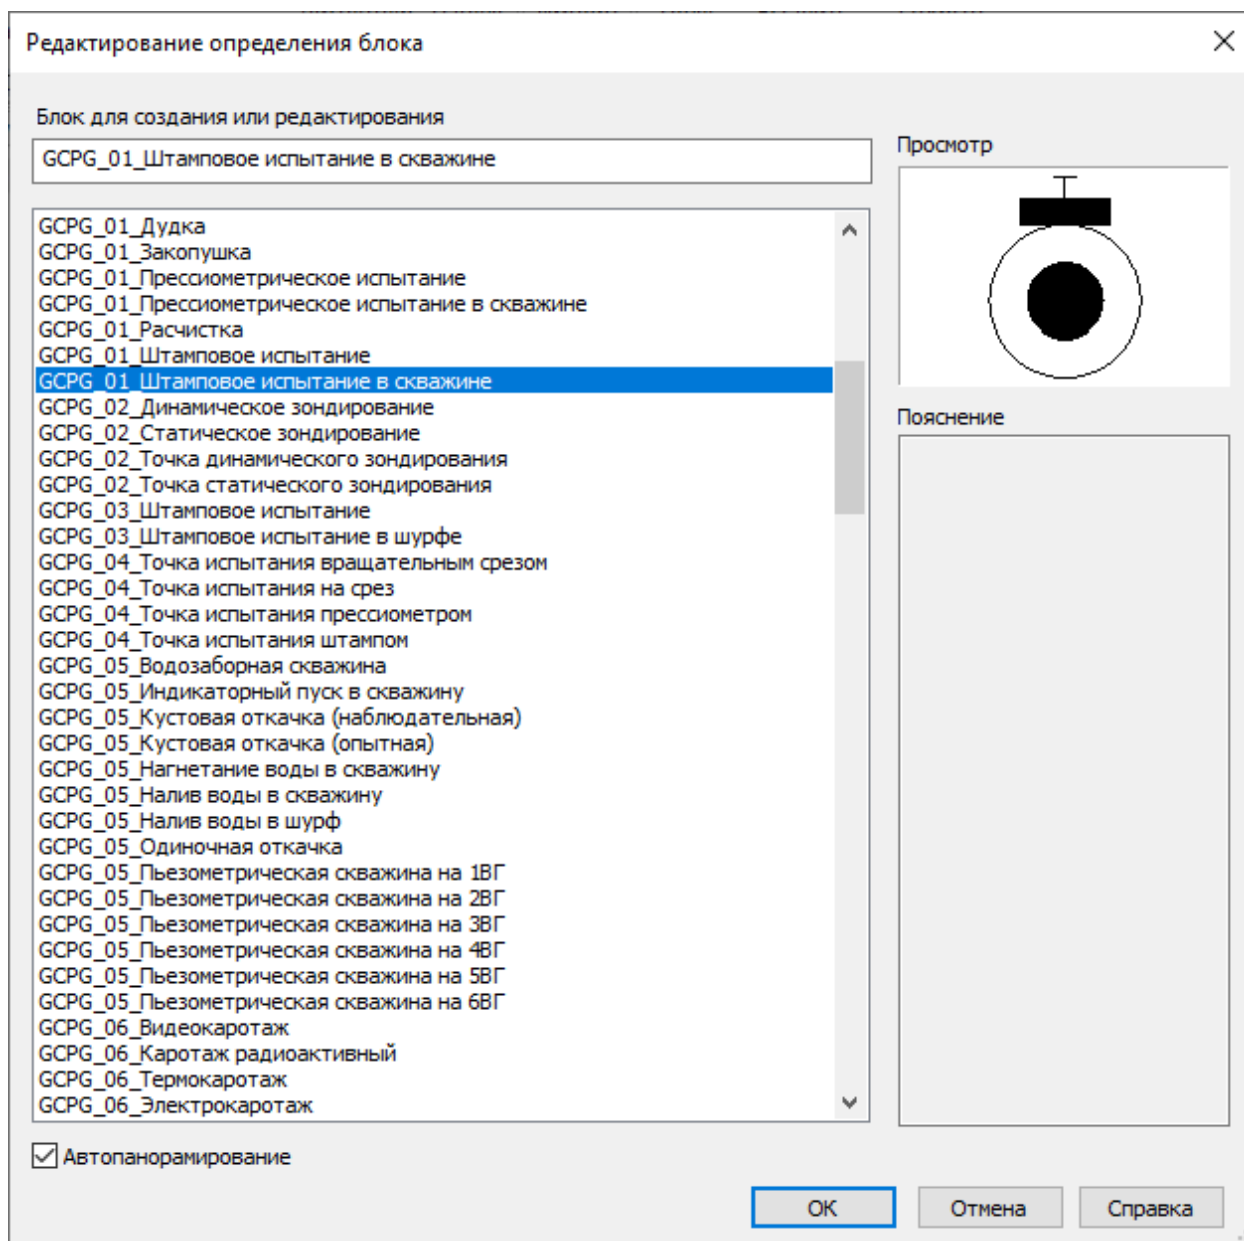 Редактирование определения блока
Блок для создания или редактирования
GCPG_01_Штамповое испытание в скважине
Просмотр
GCPG_01_Дудка
GCPG_01_Закопушка
GCPG_01_Прессиометрическое испытание
GCPG_01_Прессиометрическое испытание в скважине
GCPG_01_Расчистка
GCPG_01_Штамповое испытание
GCPG_01_Штамповое испытание в скважине
GCPG_02_Динамическое зондирование
GCPG_02_Статическое зондирование
GCPG_02_Точка динамического зондирования
GCPG_02_Точка статического зондирования
GCPG_03_Штамповое испытание
GCPG_03_Штамповое испытание в шурфе
GCPG_04_Точка испытания вращательным срезом
GCPG_04_Точка испытания на срез
GCPG_04_Точка испытания прессиометром
GCPG_04_Точка испытания штампом
GCPG_05_Водозаборная скважина
GCPG_05_Индикаторный пуск в скважину
GCPG_05_Кустовая откачка (наблюдательная)
GCPG_05_Кустовая откачка (опытная)
GCPG_05_Нагнетание воды в скважину
GCPG_05_Налив воды в скважину
GCPG_05_Налив воды в шурф
GCPG_05_Одиночная откачка
GCPG_05_Пьезометрическая скважина на 1ВГ
GCPG_05_Пьезометрическая скважина на 2ВГ
GCPG_05_Пьезометрическая скважина на 3ВГ
GCPG_05_Пьезометрическая скважина на 4ВГ
GCPG_05_Пьезометрическая скважина на 5ВГ
GCPG_05_Пьезометрическая скважина на 6ВГ
GCPG_06_Видеокаротаж
GCPG_06_Каротаж радиоактивный
GCPG_06_Термокаротаж
GCPG_06_Электрокаротаж
Пояснение
Автопанорамирование
ОК
Отмена
Справка